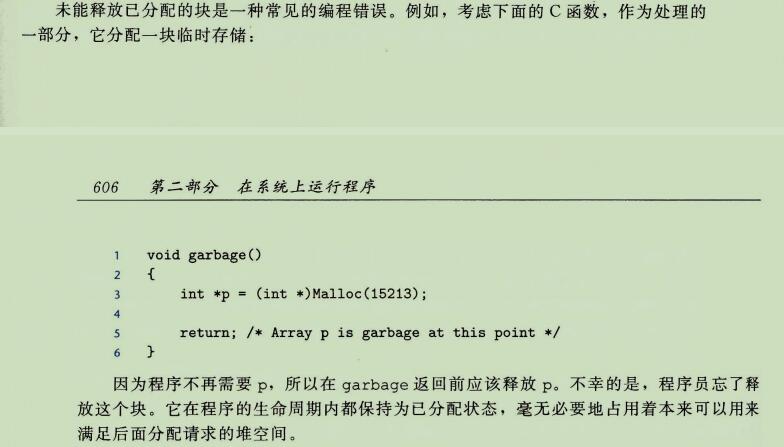 未能释放已分配的块是一种常见的编程错误。例如，考虑下面的 C 函数，作为处理的
一部分，它分配一块临时存储：
606 第二部分 在系统上运行程序
1 void garbage()
2 {
3 int *p = (int *)Malloc(15213);
4
5 return; /* Array p is garbage at this point */
6 }
因为程序不再需要 p，所以在 garbage 返回前应该释放 p。不幸的是，程序员忘了释
放这个块。它在程序的生命周期内都保持为已分配状态，毫无必要地占用着本来可以用来
满足后面分配请求的堆空间。